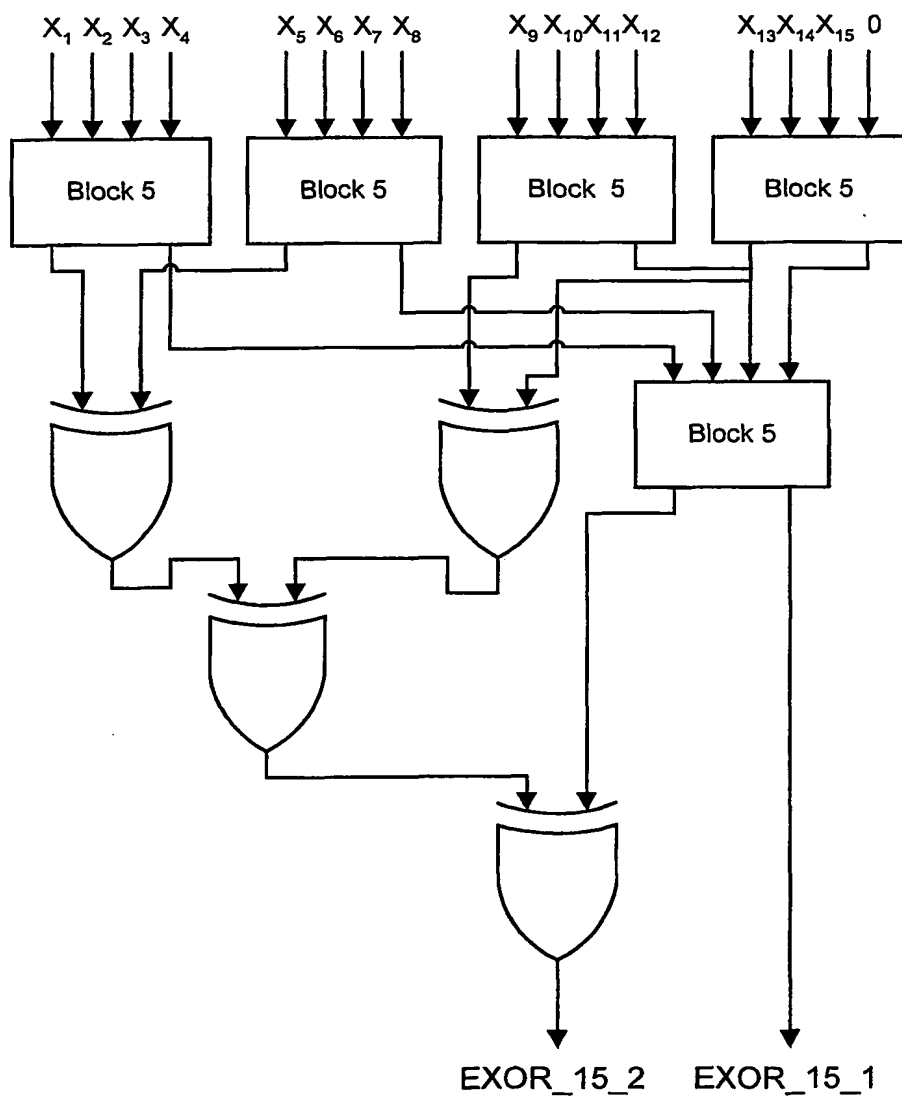 X₁ X₂ X₃ X₄ X₅ X₆ X₇ X₈ X₉ X₁₀ X₁₁ X₁₂ X₁₃ X₁₄ X₁₅ 0
Block 5 Block 5 Block 5 Block 5
Block 5
EXOR_15_2 EXOR_15_1